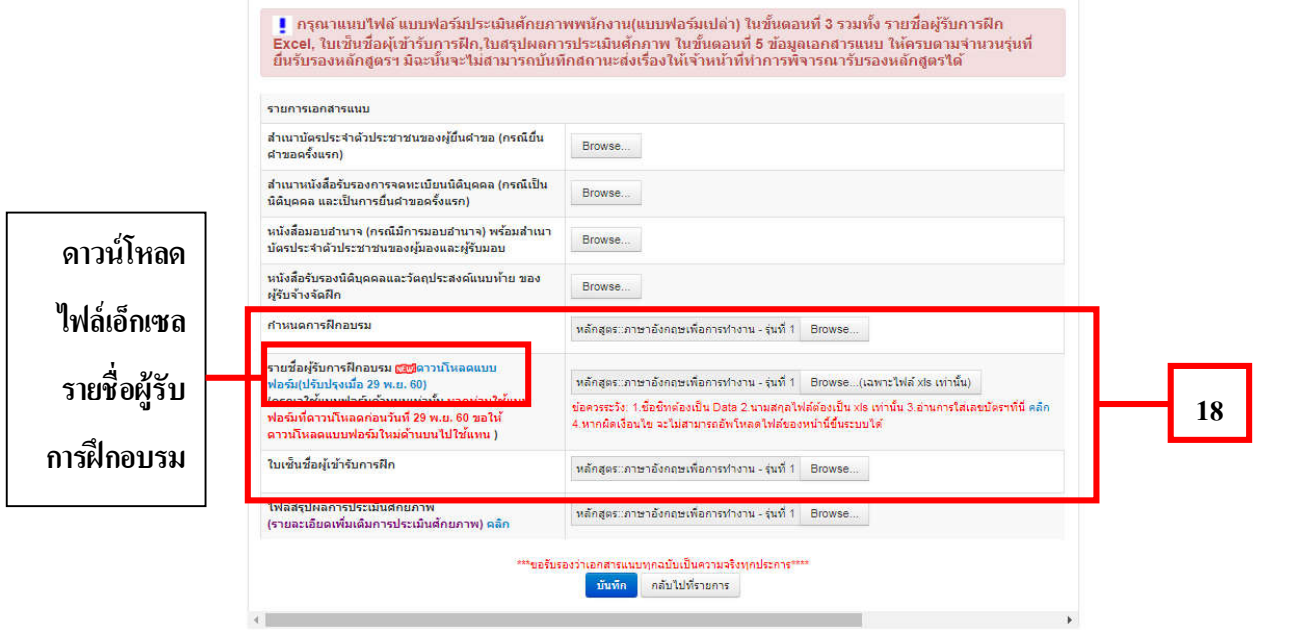 ! กรุณาแนบไฟล์ แบบฟอร์มประเมินศักยภาพพนักงาน(แบบฟอร์มเปล่า) ในขั้นตอนที่ 3 รวมทั้ง รายชื่อผู้รับการฝึก
Excel, ใบเซ็นชื่อผู้เข้ารับการฝึก,ใบสรุปผลการประเมินศักภาพ ในขั้นตอนที่ 5 ข้อมูลเอกสารแนบ ให้ครบตามจำนวนรุ่นที่
ยื่นรับรองหลักสูตรฯ มิฉะนั้นจะไม่สามารถบันทึกสถานะส่งเรื่องให้เจ้าหน้าที่ทำการพิจารณารับรองหลักสูตรได้
รายการเอกสารแนบ
สำเนาบัตรประจำตัวประชาชนของผู้ยื่นคำขอ (กรณียื่น
คำขอครั้งแรก)
Browse...
สำเนาหนังสือรับรองการจดทะเบียนนิติบุคคล (กรณีเป็น
นิติบุคคล และเป็นการยื่นคำขอครั้งแรก)
Browse...
หนังสือมอบอำนาจ (กรณีมีการมอบอำนาจ) พร้อมสำเนา
บัตรประจำตัวประชาชนของผู้มองและผู้รับมอบ
Browse...
หนังสือรับรองนิติบุคคลและวัตถุประสงค์แนบท้าย ของ
ผู้รับจ้างจัดฝึก
Browse...
กำหนดการฝึกอบรม
หลักสูตร::ภาษาอังกฤษเพื่อการทำงาน - รุ่นที่ 1 Browse...
รายชื่อผู้รับการฝึกอบรม NEW!ดาวน์โหลดแบบ
ฟอร์ม(ปรับปรุงเมื่อ 29 พ.ย. 60)
ฟอร์มที่ดาวน์โหลดก่อนวันที่ 29 พ.ย. 60 ขอให้
ดาวน์โหลดแบบฟอร์มใหม่ด้านบนไปใช้แทน )
หลักสูตร::ภาษาอังกฤษเพื่อการทำงาน - รุ่นที่ 1 Browse...(เฉพาะไฟล์ xls เท่านั้น)
ข้อควรระวัง: 1.ชื่อชีทต้องเป็น Data 2.นามสกุลไฟล์ต้องเป็น xls เท่านั้น 3.อ่านการใส่เลขบัตรฯที่นี่ คลิก
4.หากผิดเงื่อนไข จะไม่สามารถอัพโหลดไฟล์ของหน้านี้ขึ้นระบบได้
ใบเซ็นชื่อผู้เข้ารับการฝึก
หลักสูตร::ภาษาอังกฤษเพื่อการทำงาน - รุ่นที่ 1 Browse...
ไฟล์สรุปผลการประเมินศักยภาพ
(รายละเอียดเพิ่มเติมการประเมินศักยภาพ) คลิก
หลักสูตร::ภาษาอังกฤษเพื่อการทำงาน - รุ่นที่ 1 Browse...
***ขอรับรองว่าเอกสารแนบทุกฉบับเป็นความจริงทุกประการ****
บันทึก กลับไปที่รายการ
ดาวน์โหลด
ไฟล์เอ็กเซล
รายชื่อผู้รับ
การฝึกอบรม
18